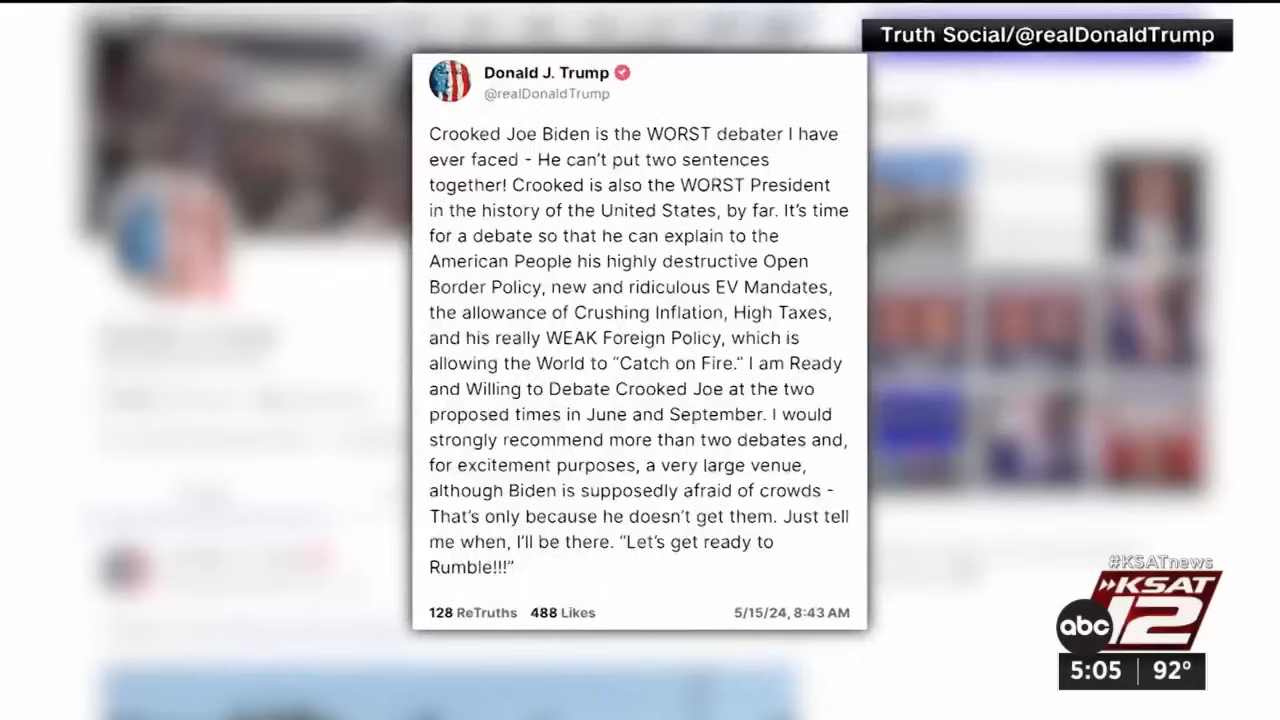 Truth Social/@realDonaldTrump
Donald J. Trump
@realDonaldTrump
Crooked Joe Biden is the WORST debater I have
ever faced - He can't put two sentences
together! Crooked is also the WORST President
in the history of the United States, by far. It's time
for a debate so that he can explain to the
American People his highly destructive Open
Border Policy, new and ridiculous EV Mandates,
the allowance of Crushing Inflation, High Taxes,
and his really WEAK Foreign Policy, which is
allowing the World to “Catch on Fire.” I am Ready
and Willing to Debate Crooked Joe at the two
proposed times in June and September. I would
strongly recommend more than two debates and,
for excitement purposes, a very large venue,
although Biden is supposedly afraid of crowds -
That's only because he doesn't get them. Just tell
me when, I'll be there. “Let's get ready to
Rumble!!!”
128 ReTruths 488 Likes 5/15/24, 8:43 AM
#KSATnews
KSAT
abc 12
5:05 92°